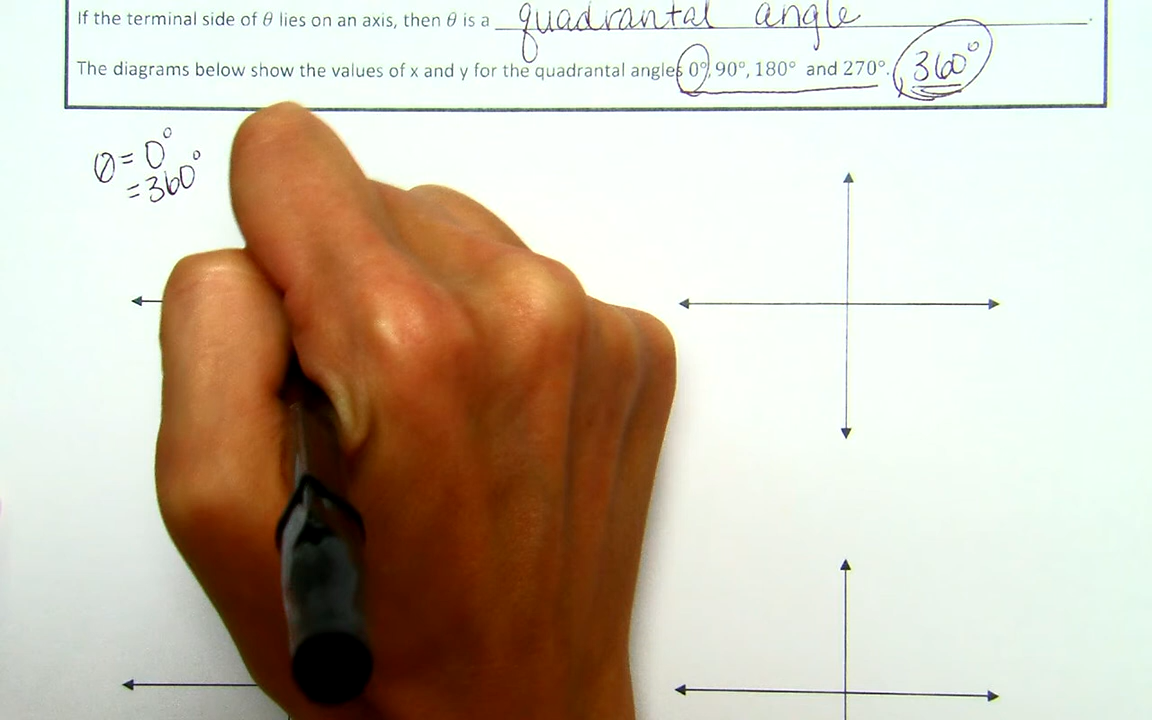 If the terminal side of θ lies on an axis, then θ is a quadrantal angle.
The diagrams below show the values of x and y for the quadrantal angles 0°, 90°, 180° and 270°. 360°
θ = 0°
= 360°